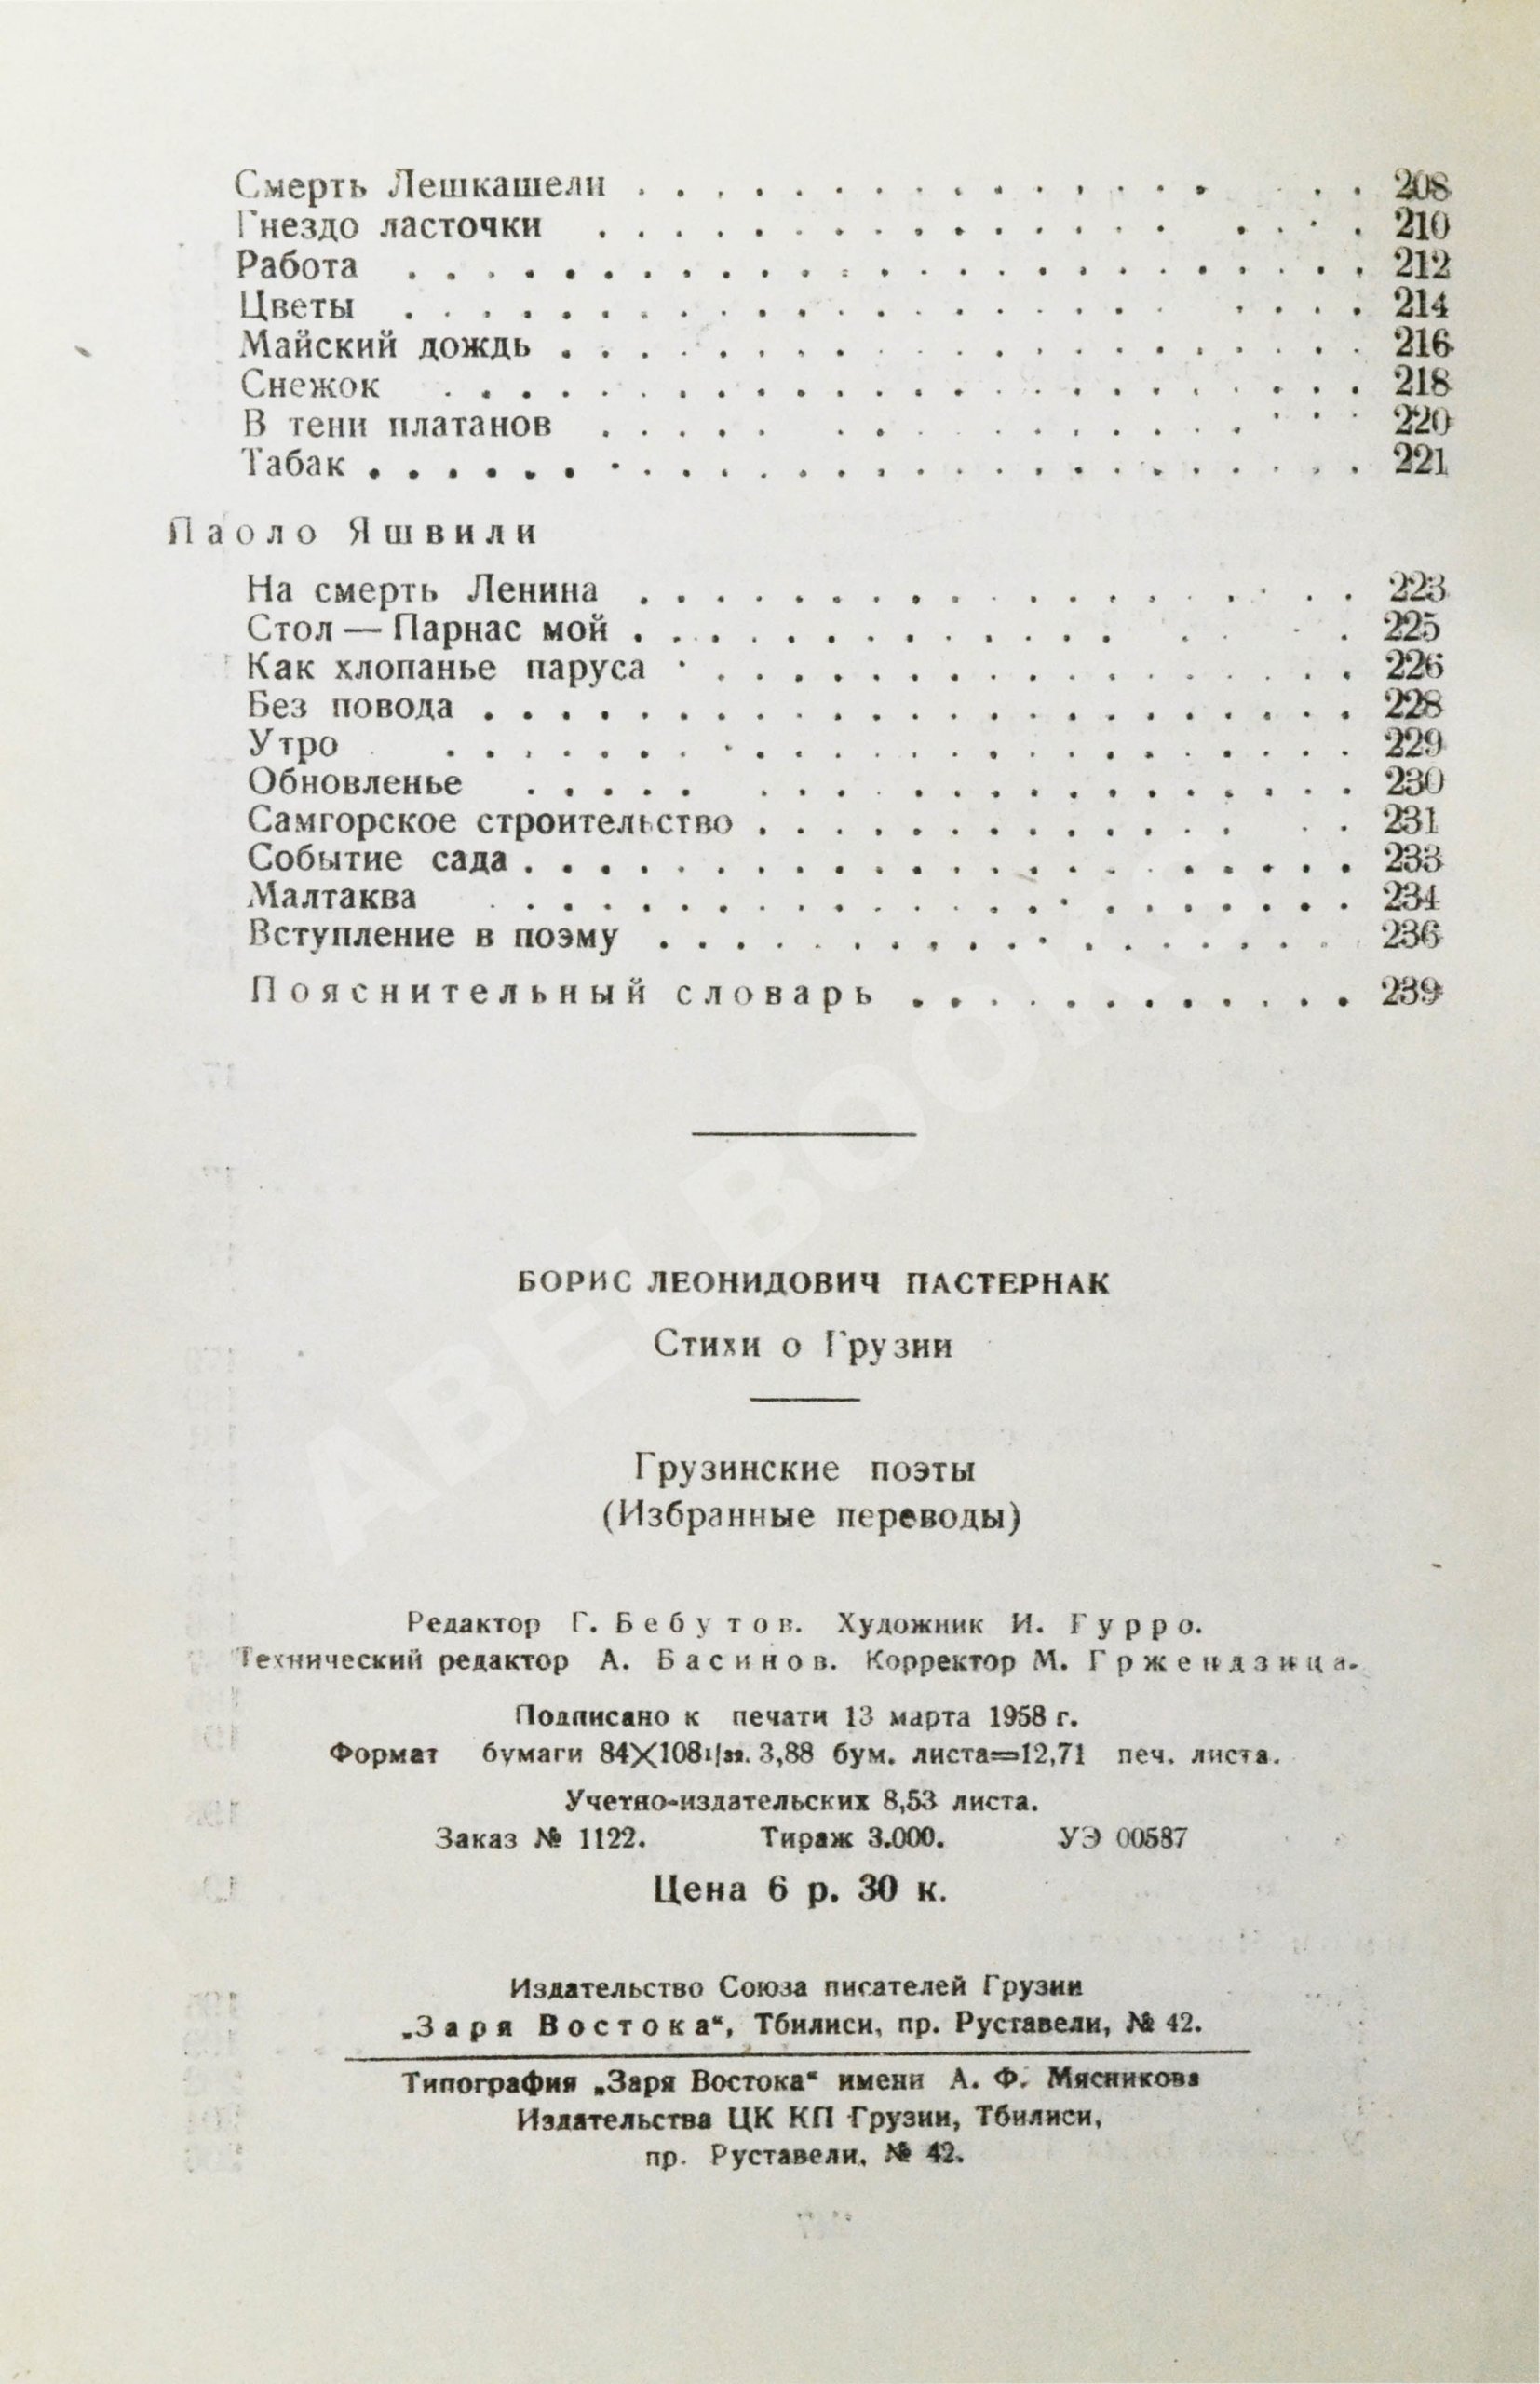 Смерть Лешкашели . . . . . . . . . . . . . . . . . 208
Гнездо ласточки . . . . . . . . . . . . . . . . . . . 210
Работа . . . . . . . . . . . . . . . . . . . . . . . . . 212
Цветы . . . . . . . . . . . . . . . . . . . . . . . . 214
Майский дождь . . . . . . . . . . . . . . . . . . . . . 216
Снежок . . . . . . . . . . . . . . . . . . . . . . . . 218
В тени платанов . . . . . . . . . . . . . . . . . . 220
Табак . . . . . . . . . . . . . . . . . . . . . . . . . . 221
Паоло Яшвили
На смерть Ленина . . . . . . . . . . . . . . . . . . . 223
Стол — Парнас мой . . . . . . . . . . . . . . . . 225
Как хлопанье паруса . . . . . . . . . . . . . . . . . . 226
Без повода . . . . . . . . . . . . . . . . . . . . . . . 228
Утро . . . . . . . . . . . . . . . . . . . . . . . . 229
Обновленье . . . . . . . . . . . . . . . . . . . . . 230
Самгорское строительство . . . . . . . . . . . . . . . 231
Событие сада . . . . . . . . . . . . . . . . . . . . . . 233
Малтаква . . . . . . . . . . . . . . . . . . . . . . . 234
Вступление в поэму . . . . . . . . . . . . . . . . . . 236
Пояснительный словарь . . . . . . . . . . . . 239
БОРИС ЛЕОНИДОВИЧ ПАСТЕРНАК
Стихи о Грузии
Грузинские поэты
(Избранные переводы)
Редактор Г. Бебутов. Художник И. Гурро.
Технический редактор А. Басинов. Корректор М. Гржендзица.
Подписано к печати 13 марта 1958 г.
Формат бумаги 84×108 1/32. 3,88 бум. листа=12,71 печ. листа.
Учетно-издательских 8,53 листа.
Заказ № 1122. Тираж 3.000. УЭ 00587
Цена 6 р. 30 к.
Издательство Союза писателей Грузии
„Заря Востока“, Тбилиси, пр. Руставели, № 42.
Типография „Заря Востока“ имени А. Ф. Мясникова
Издательства ЦК КП Грузии, Тбилиси,
пр. Руставели, № 42.
ABEL BOOKS